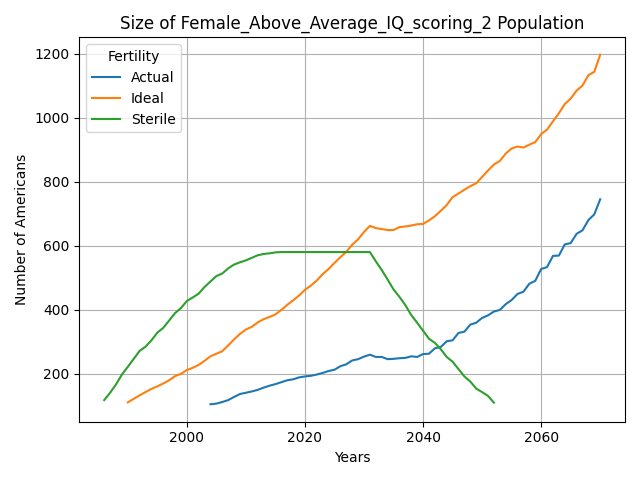 Size of Female_Above_Average_IQ_scoring_2 Population
Fertility
Actual
Ideal
Sterile
Number of Americans
1200
1000
800
600
400
200
2000
2020
2040
2060
Years